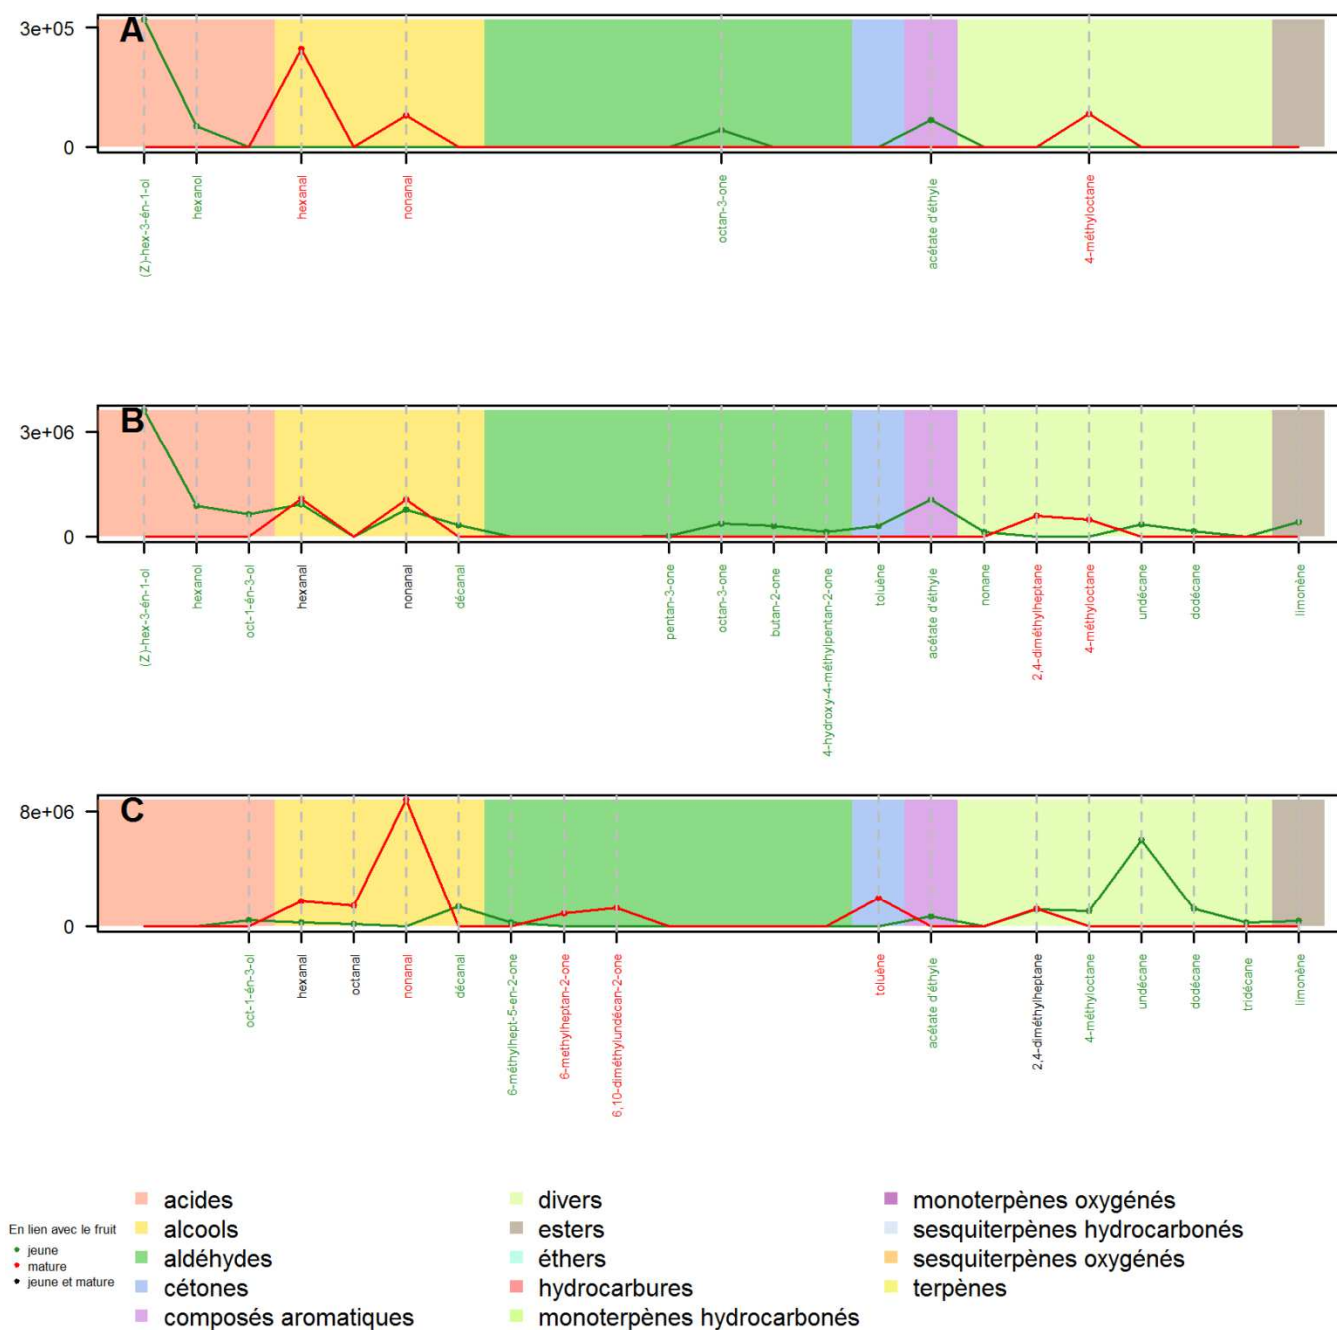 A
3e+05
0
(Z)-hex-3-én-1-ol
hexanol
hexanal
nonanal
octan-3-one
acétate d'éthyle
4-méthyloctane
B
3e+06
0
(Z)-hex-3-én-1-ol
hexanol
oct-1-én-3-ol
hexanal
nonanal
décanal
pentan-3-one
octan-3-one
butan-2-one
4-hydroxy-4-méthylpentan-2-one
toluène
acétate d'éthyle
nonane
2,4-diméthylheptane
4-méthyloctane
undécane
dodécane
limonène
C
8e+06
0
oct-1-én-3-ol
hexanal
octanal
nonanal
décanal
6-méthylhept-5-en-2-one
6-methylheptan-2-one
6,10-diméthylundécan-2-one
toluène
acétate d'éthyle
2,4-diméthylheptane
4-méthyloctane
undécane
dodécane
tridécane
limonène
En lien avec le fruit
jeune
mature
jeune et mature
acides
alcools
aldéhydes
cétones
composés aromatiques
divers
esters
éthers
hydrocarbures
monoterpènes hydrocarbonés
monoterpènes oxygénés
sesquiterpènes hydrocarbonés
sesquiterpènes oxygénés
terpènes